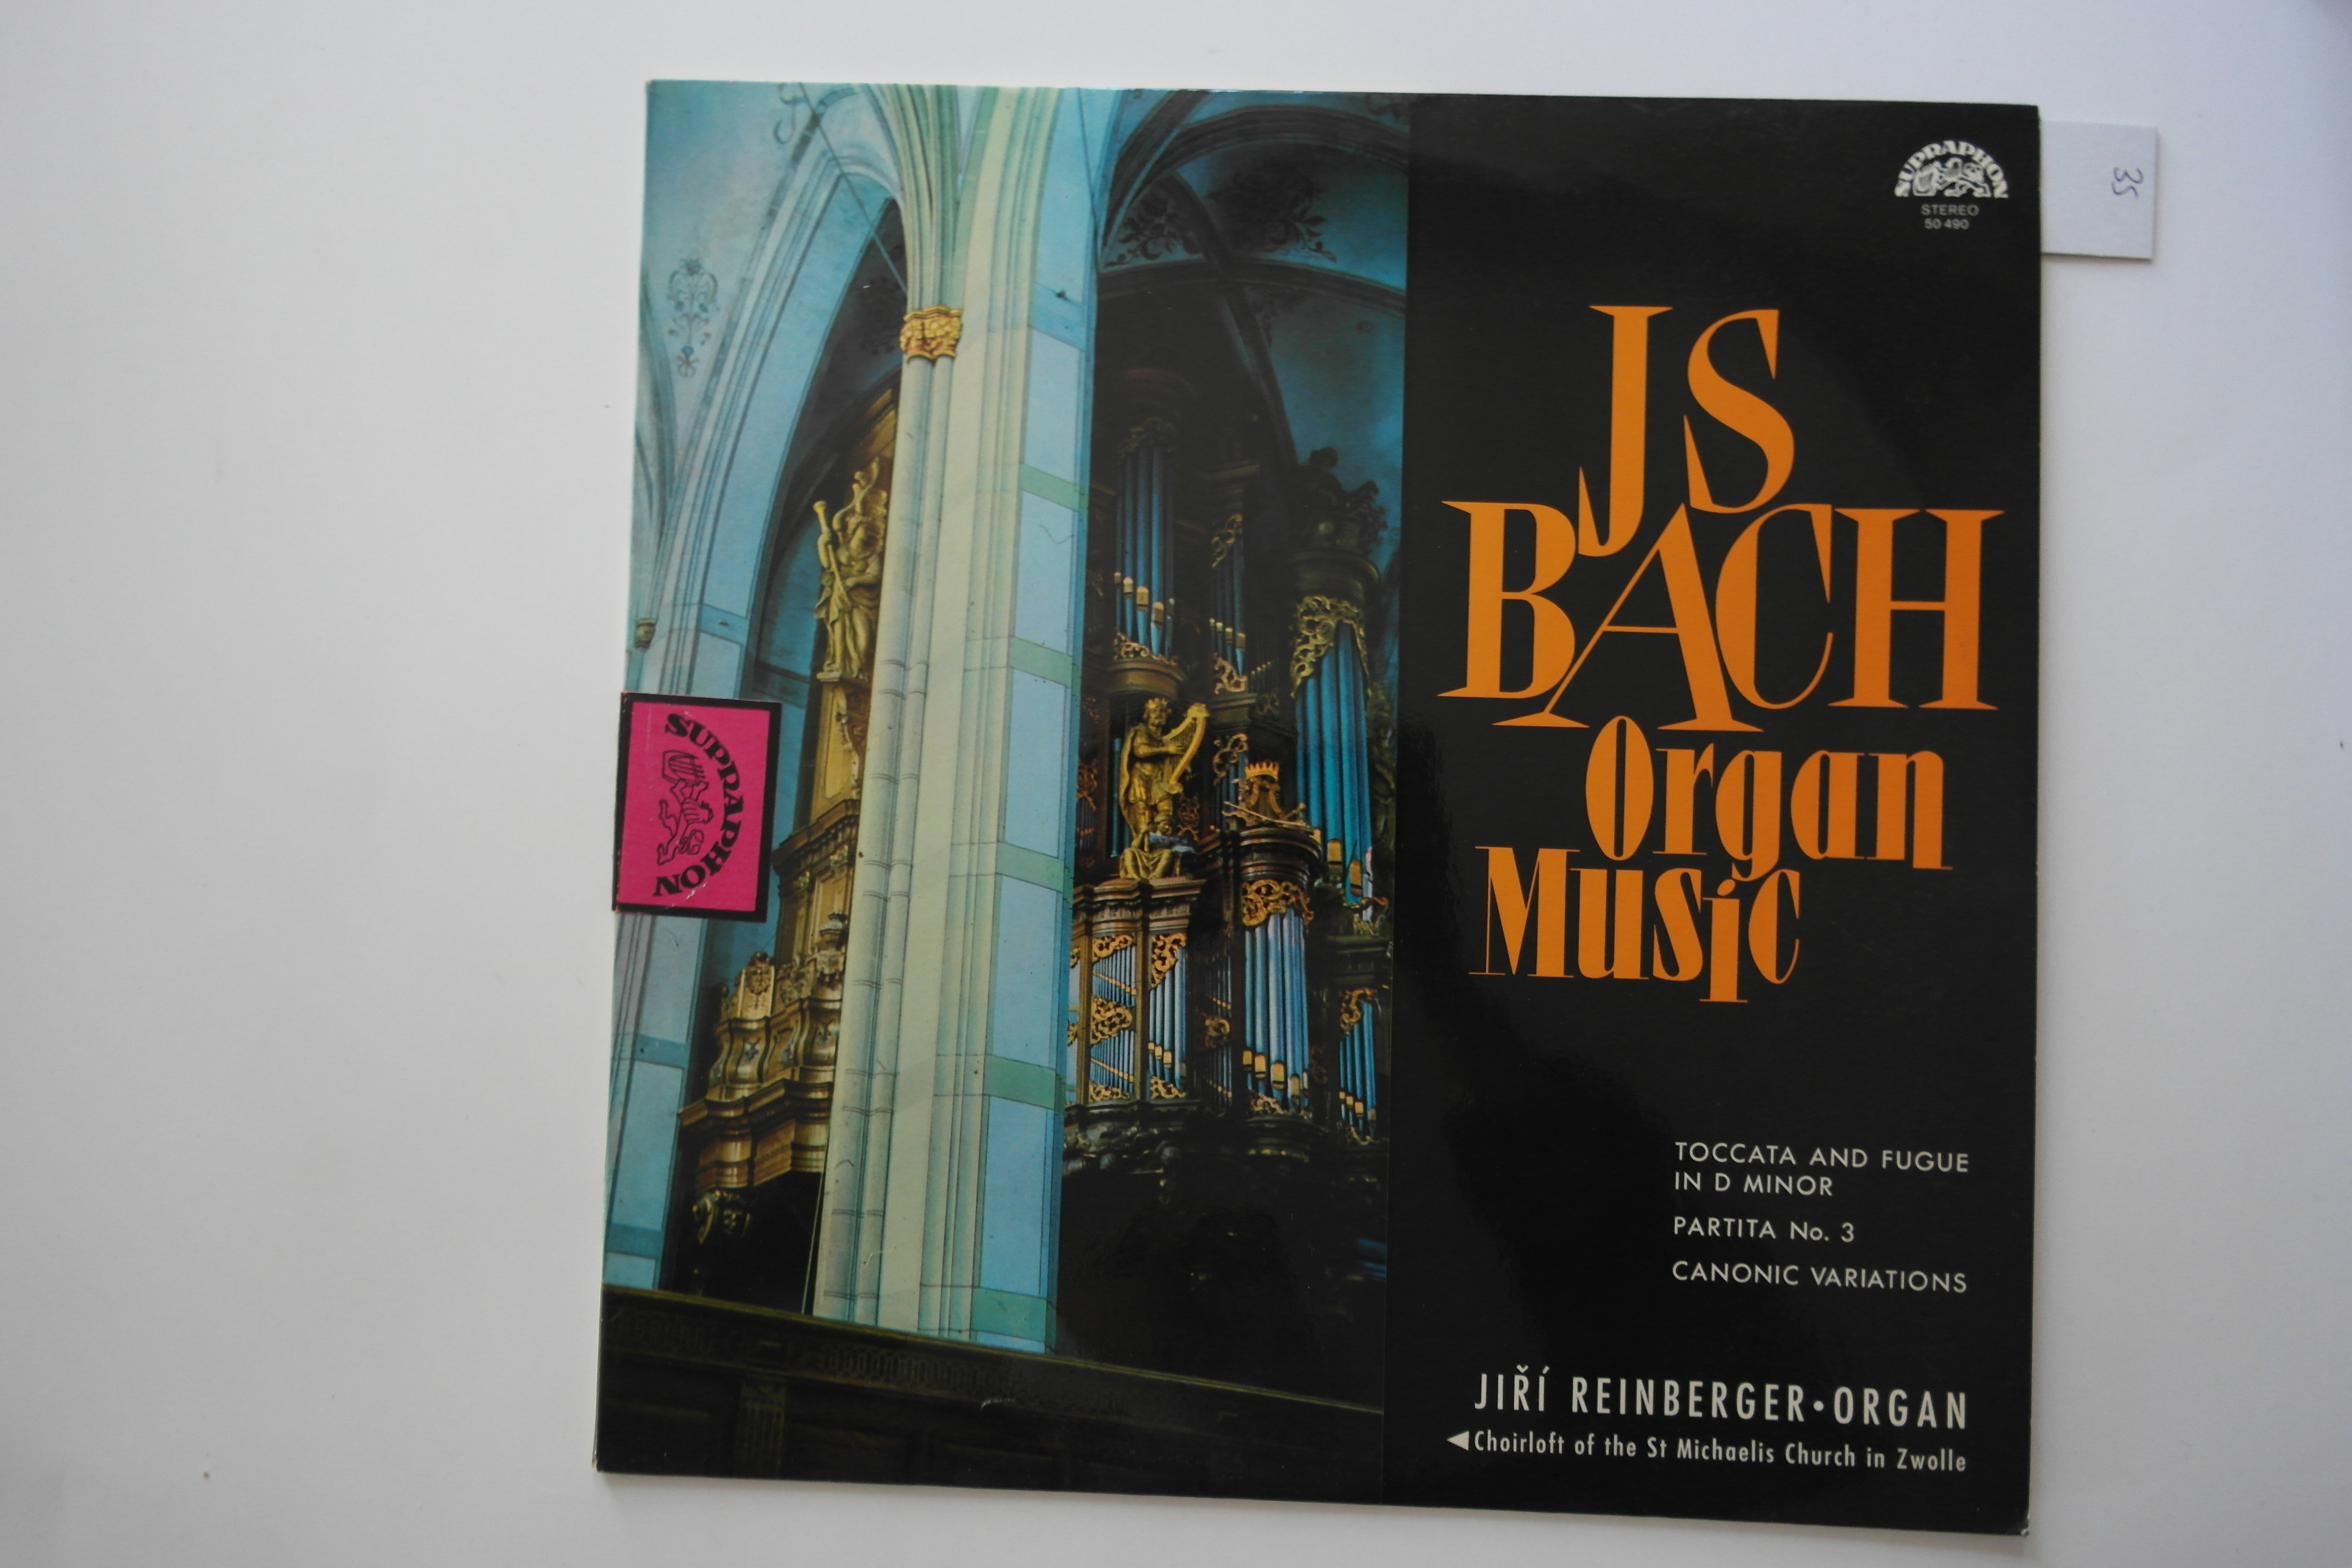 SUPRAPHON
STEREO
50 490
35
J S
BACH
Organ
Music
SUPRAPHON
TOCCATA AND FUGUE
IN D MINOR
PARTITA No. 3
CANONIC VARIATIONS
JIŘÍ REINBERGER • ORGAN
◀ Choirloft of the St Michaelis Church in Zwolle